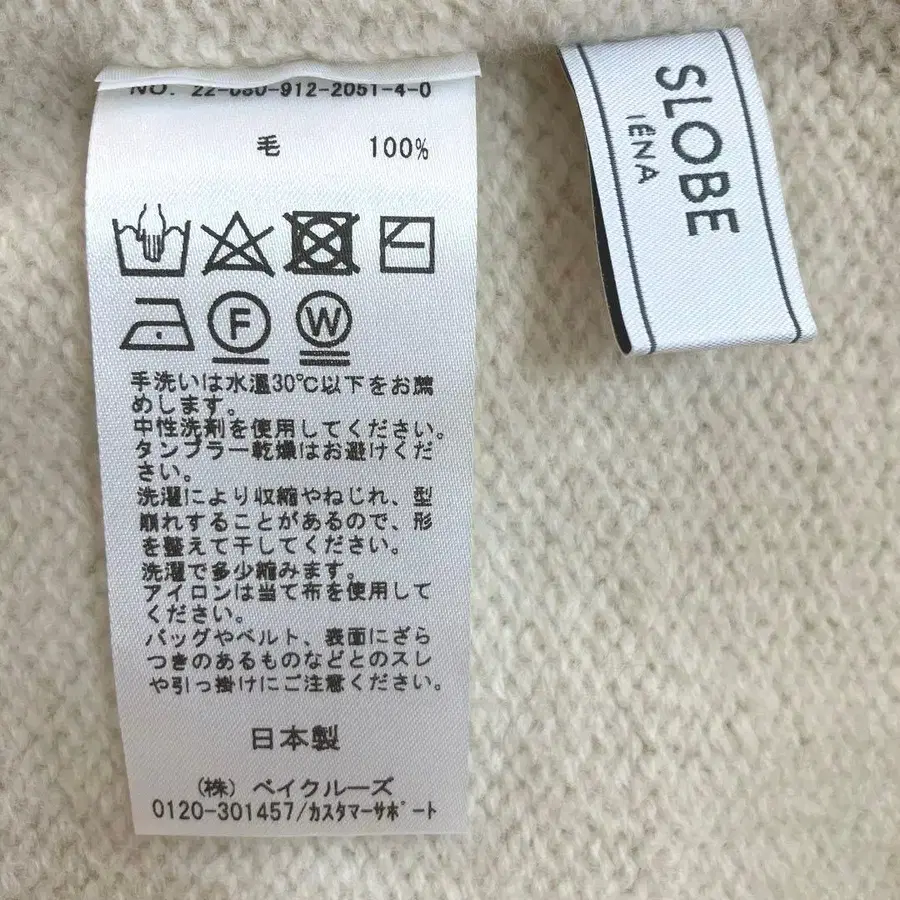 NO. 22-080-912-2051-4-0
毛 100%
F
W
手洗いは水温30℃以下をお薦
めします。
中性洗剤を使用してください。
タンブラー乾燥はお避けくだ
さい。
洗濯により収縮やねじれ、型
崩れすることがあるので、形
を整えて干してください。
洗濯で多少縮みます。
アイロンは当て布を使用して
ください。
バッグやベルト、表面にざら
つきのあるものなどとのスレ
や引っ掛けにご注意ください。
日本製
(株) ベイクルーズ
0120-301457/カスタマーサポート
SLOBE
IÉNA